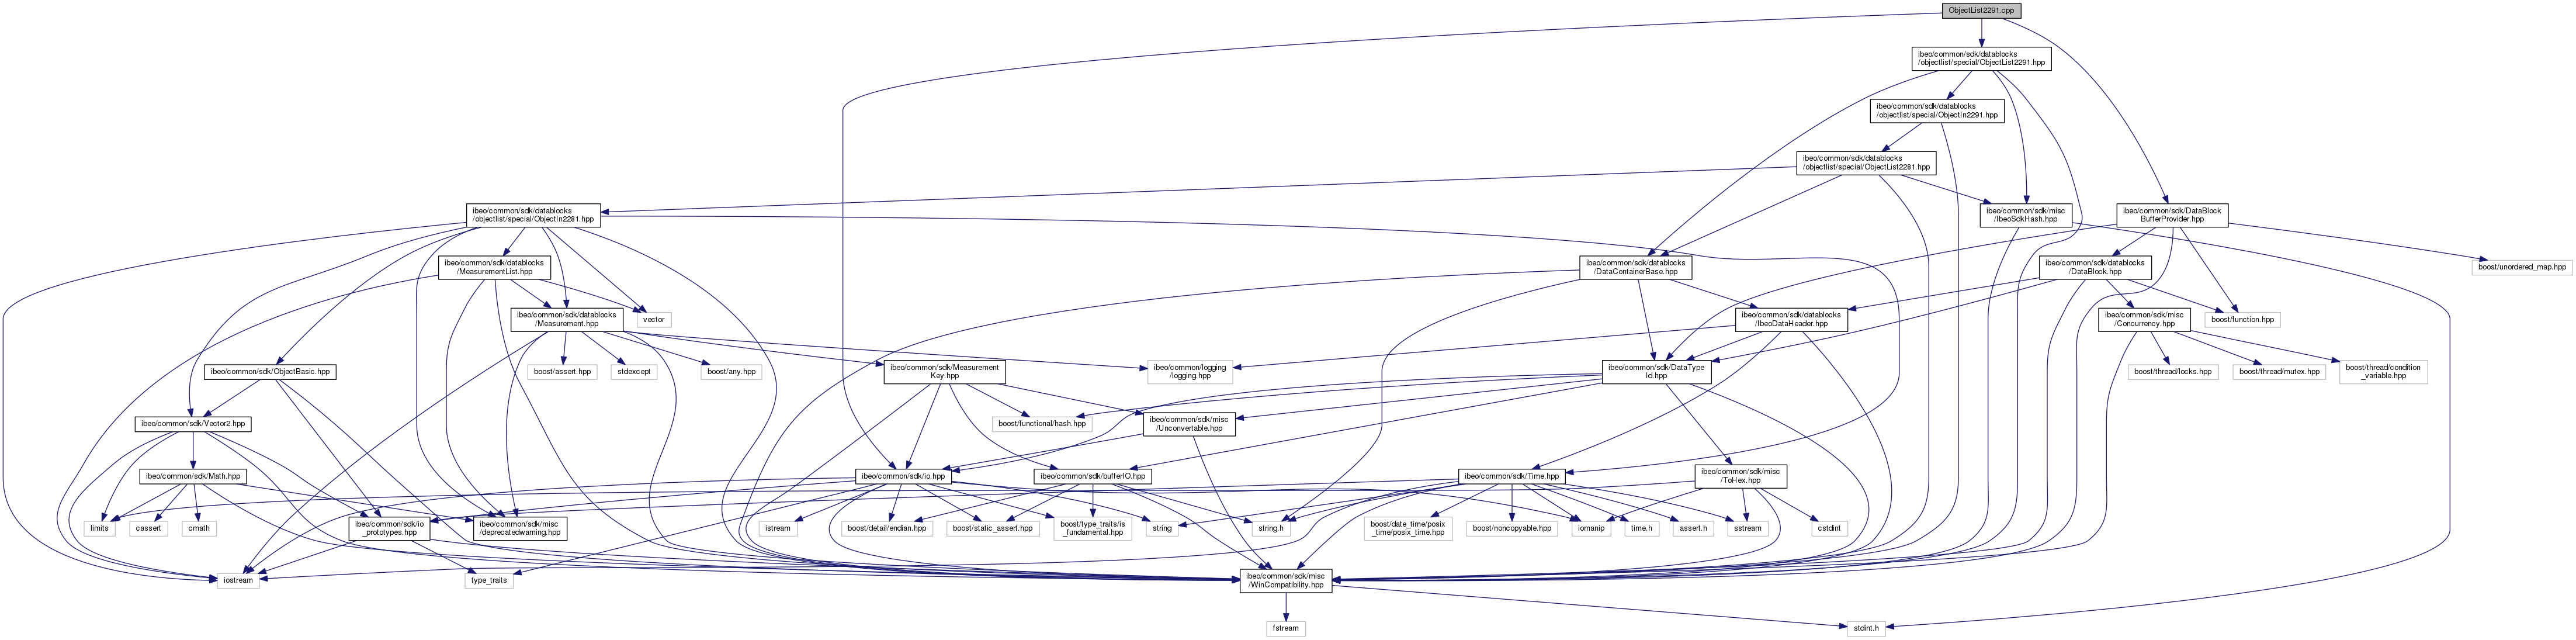 ObjectList2291.cpp
ibeo/common/sdk/datablocks
/objectlist/special/ObjectList2291.hpp
ibeo/common/sdk/datablocks
/objectlist/special/ObjectIn2291.hpp
ibeo/common/sdk/datablocks
/objectlist/special/ObjectList2281.hpp
ibeo/common/sdk/datablocks
/objectlist/special/ObjectIn2281.hpp
ibeo/common/sdk/misc
/IbeoSdkHash.hpp
ibeo/common/sdk/DataBlock
BufferProvider.hpp
ibeo/common/sdk/datablocks
/MeasurementList.hpp
ibeo/common/sdk/datablocks
/DataContainerBase.hpp
ibeo/common/sdk/datablocks
/DataBlock.hpp
boost/unordered_map.hpp
ibeo/common/sdk/datablocks
/Measurement.hpp
vector
ibeo/common/sdk/datablocks
/IbeoDataHeader.hpp
ibeo/common/sdk/misc
/Concurrency.hpp
boost/function.hpp
ibeo/common/sdk/ObjectBasic.hpp
boost/assert.hpp
stdexcept
boost/any.hpp
ibeo/common/sdk/Measurement
Key.hpp
ibeo/common/logging
/logging.hpp
ibeo/common/sdk/DataType
Id.hpp
boost/thread/locks.hpp
boost/thread/mutex.hpp
boost/thread/condition
_variable.hpp
ibeo/common/sdk/Vector2.hpp
boost/functional/hash.hpp
ibeo/common/sdk/misc
/Unconvertable.hpp
ibeo/common/sdk/Math.hpp
ibeo/common/sdk/io.hpp
ibeo/common/sdk/bufferIO.hpp
ibeo/common/sdk/Time.hpp
ibeo/common/sdk/misc
/ToHex.hpp
limits
cassert
cmath
ibeo/common/sdk/io
_prototypes.hpp
ibeo/common/sdk/misc
/deprecatedwarning.hpp
istream
boost/detail/endian.hpp
boost/static_assert.hpp
boost/type_traits/is
_fundamental.hpp
string
string.h
boost/date_time/posix
_time/posix_time.hpp
boost/noncopyable.hpp
iomanip
time.h
assert.h
sstream
cstdint
iostream
type_traits
ibeo/common/sdk/misc
/WinCompatibility.hpp
fstream
stdint.h